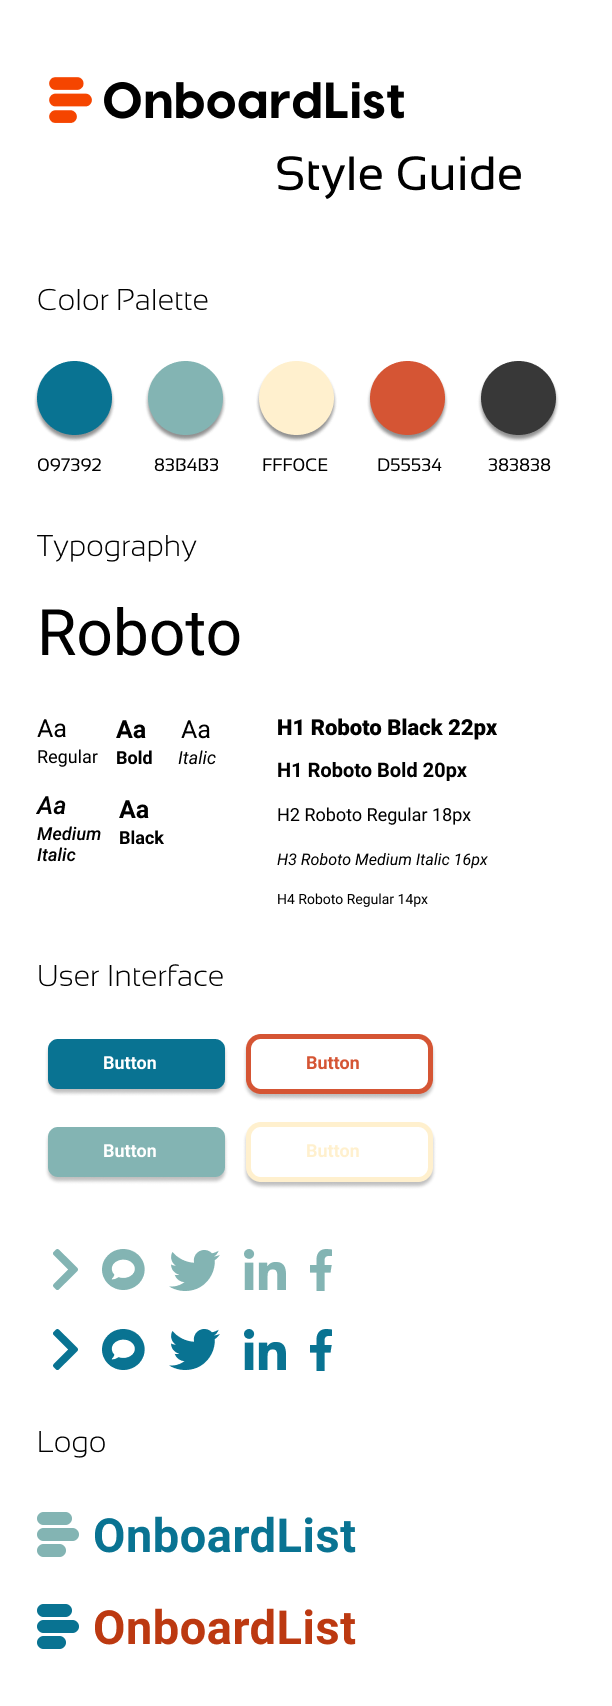 OnboardList
Style Guide
Color Palette
097392 83B4B3 FFF0CE D55534 383838
Typography
Roboto
Aa Aa Aa
Regular Bold Italic
Aa Aa
Medium Black
Italic
H1 Roboto Black 22px
H1 Roboto Bold 20px
H2 Roboto Regular 18px
H3 Roboto Medium Italic 16px
H4 Roboto Regular 14px
User Interface
Button Button
Button Button
in f
in f
Logo
OnboardList
OnboardList